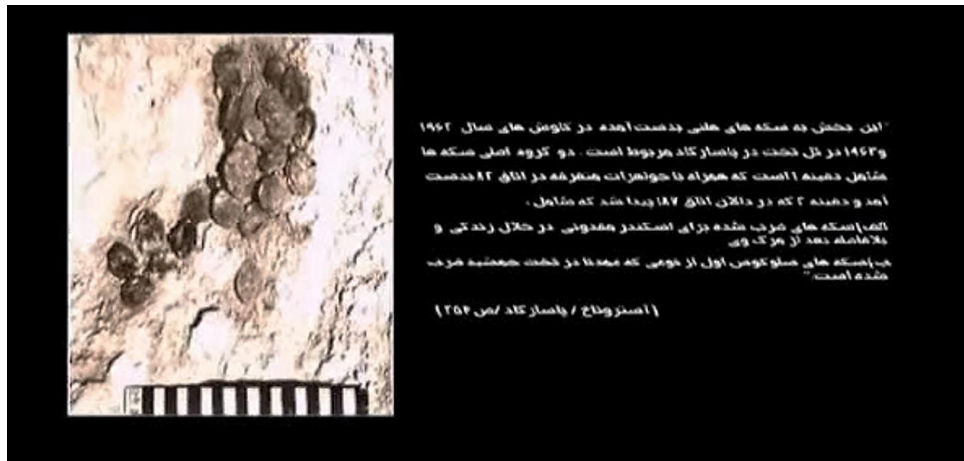 "این بخش به سکه های هلنی بدست آمده در کاوش های سال ۱۹۶۲
و۱۹۶۳ در تل تخت در پاسارگاد مربوط است . دو گروه اصلی سکه ها
شامل دفینه ۱ است که همراه با جواهرات متفرقه در اتاق ۸۲ بدست
آمد و دفینه ۲ که در دالان اتاق ۱۸۷ پیدا شد که شامل :
الف)سکه های ضرب شده برای اسکندر مقدونی در خلال زندگی و
بلافاصله بعد از مرگ وی
ب)سکه های سلوکوس اول از نوعی که عمدتا در تخت جمشید ضرب
شده است."
(استروناخ / پاسارگاد /ص ۲۵۴)